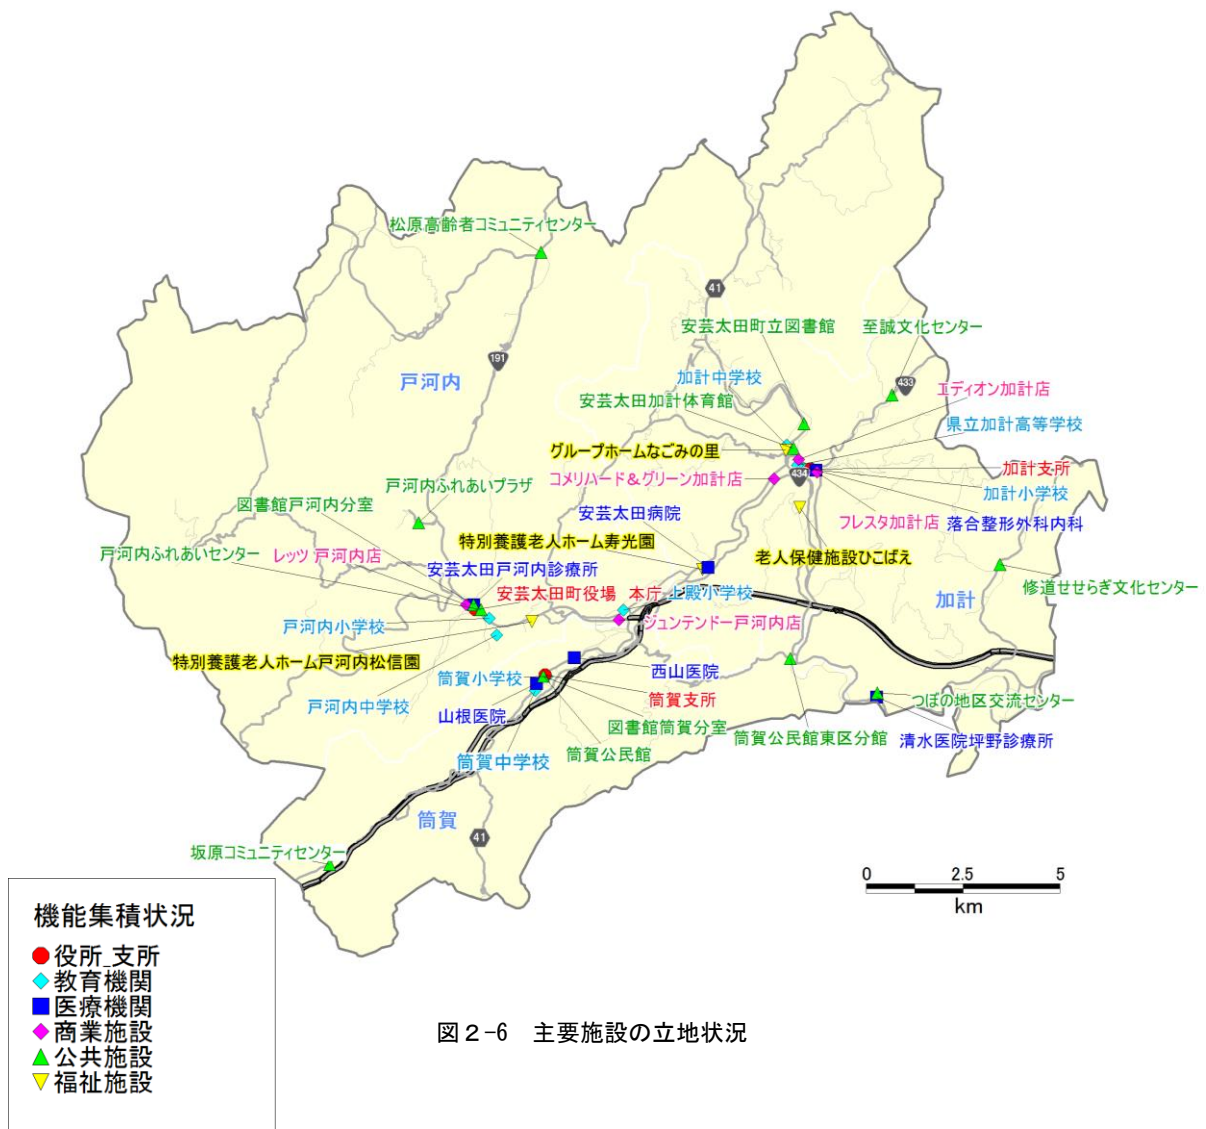 松原高齢者コミュニティセンター
41
安芸太田町立図書館
至誠文化センター
191
加計中学校
433
戸河内
エディオン加計店
安芸太田加計体育館
県立加計高等学校
グループホームなごみの里
加計支所
コメリハード&グリーン加計店
434
戸河内ふれあいプラザ
加計小学校
図書館戸河内分室
安芸太田病院
フレスタ加計店
落合整形外科内科
特別養護老人ホーム寿光園
戸河内ふれあいセンター
レッツ 戸河内店
老人保健施設ひこばえ
安芸太田戸河内診療所
修道せせらぎ文化センター
安芸太田町役場 本庁
上殿小学校
加計
戸河内小学校
ジュンテンドー戸河内店
特別養護老人ホーム戸河内松信園
筒賀小学校
西山医院
戸河内中学校
筒賀支所
つぼの地区交流センター
山根医院
図書館筒賀分室
筒賀公民館東区分館
清水医院坪野診療所
筒賀公民館
筒賀中学校
筒賀
41
坂原コミュニティセンター
0 2.5 5
km
機能集積状況
役所_支所
教育機関
医療機関
商業施設
公共施設
福祉施設
図2-6 主要施設の立地状況